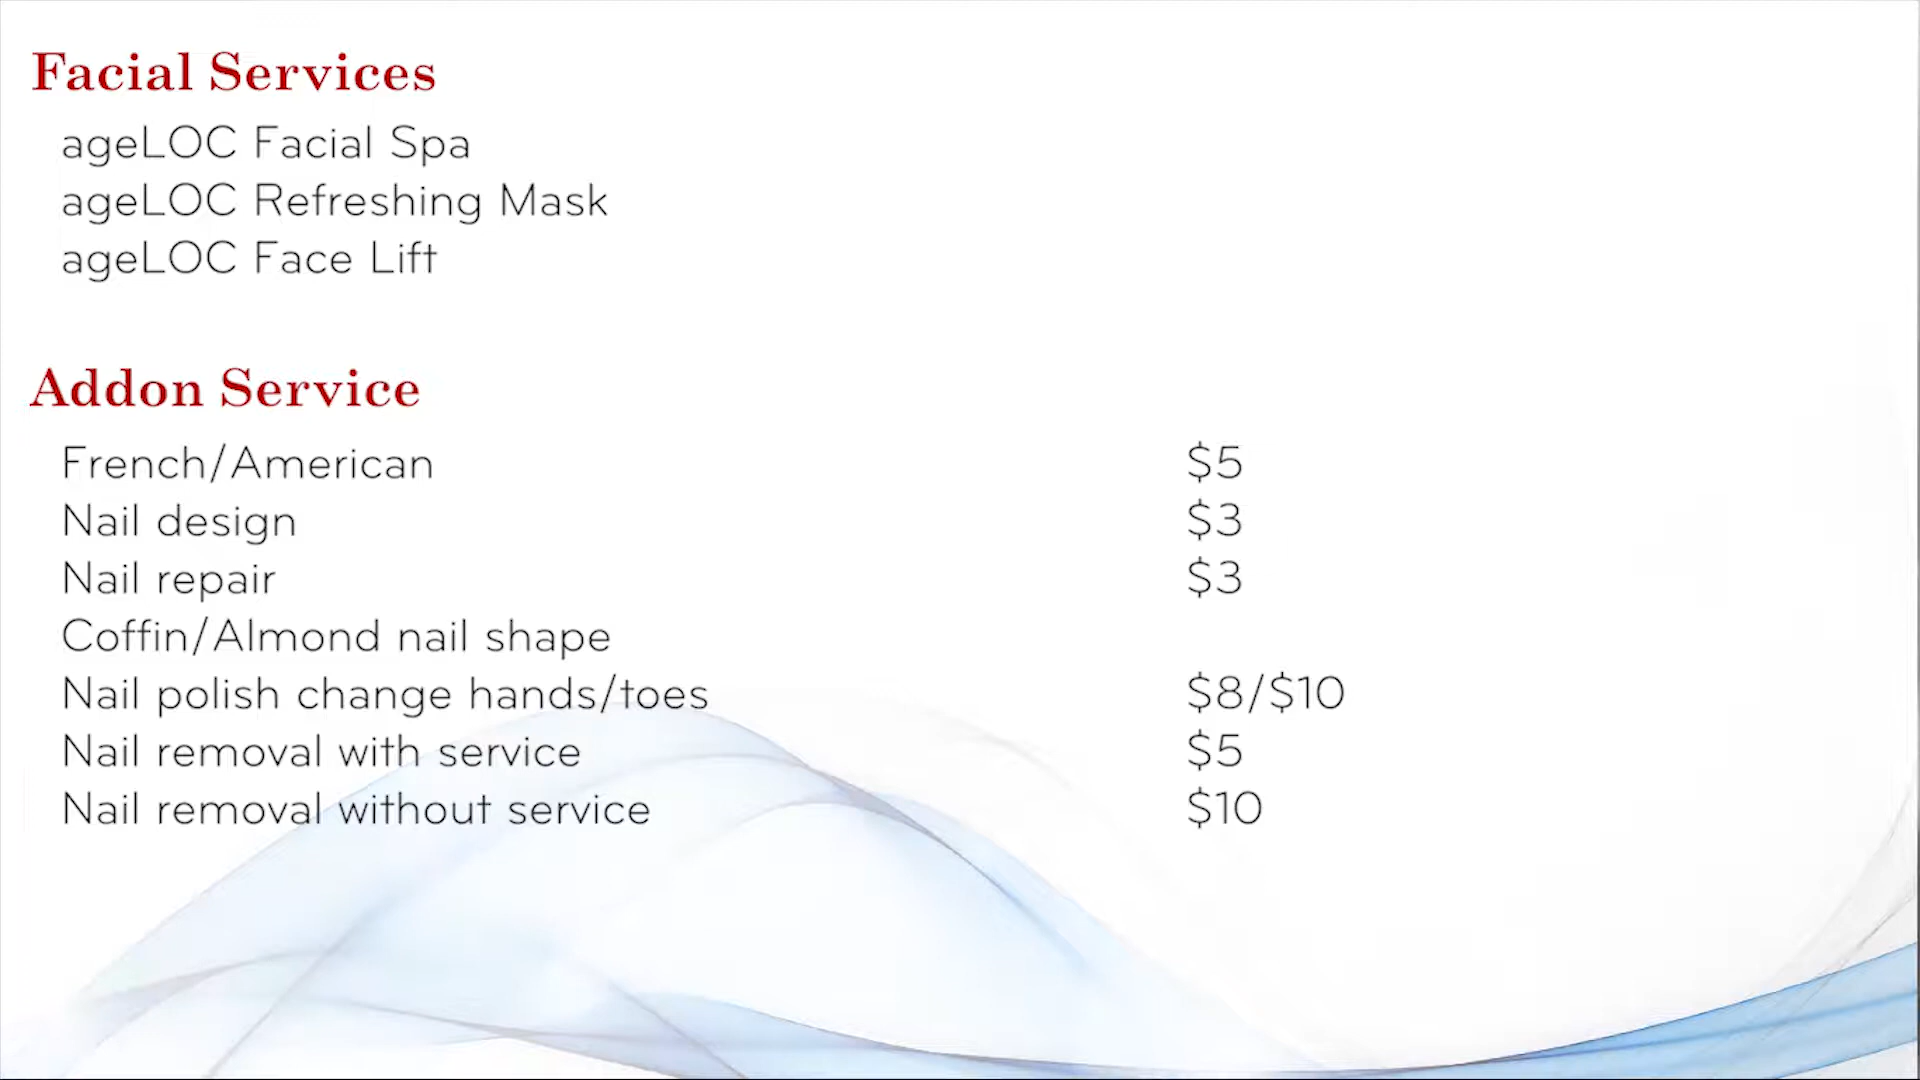 Facial Services
ageLOC Facial Spa
ageLOC Refreshing Mask
ageLOC Face Lift
Addon Service
French/American $5
Nail design $3
Nail repair $3
Coffin/Almond nail shape
Nail polish change hands/toes $8/$10
Nail removal with service $5
Nail removal without service $10